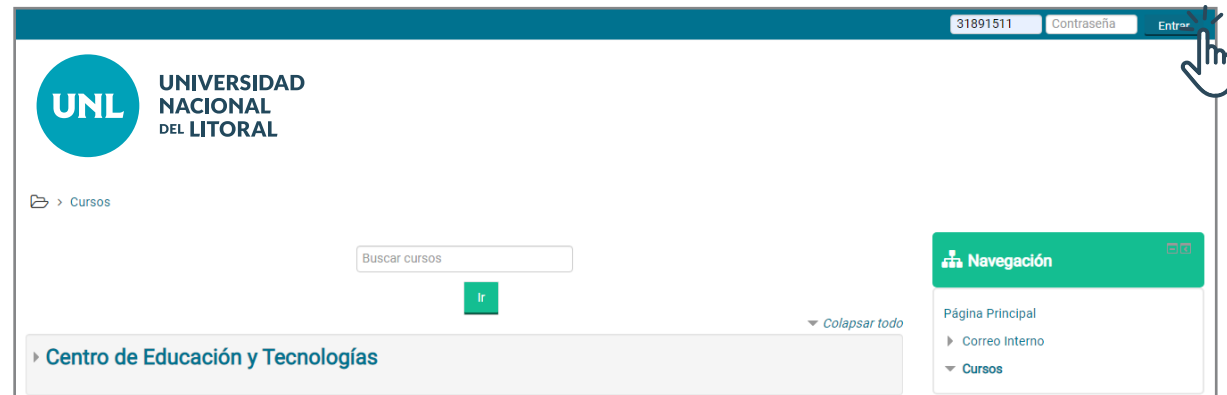 31891511 Contraseña Entrar
UNL
UNIVERSIDAD
NACIONAL
DEL LITORAL
> Cursos
Buscar cursos
Ir
Colapsar todo
Centro de Educación y Tecnologías
Navegación
Página Principal
Correo Interno
Cursos